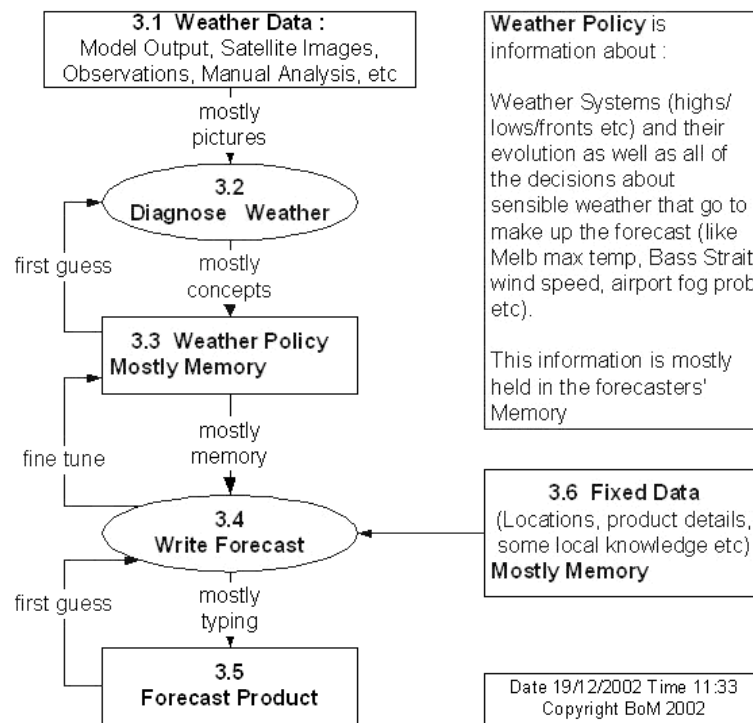 3.1 Weather Data :
Model Output, Satellite Images,
Observations, Manual Analysis, etc
mostly
pictures
3.2
Diagnose Weather
first guess
mostly
concepts
3.3 Weather Policy
Mostly Memory
mostly
memory
fine tune
3.4
Write Forecast
first guess
mostly
typing
3.5
Forecast Product
Weather Policy is
information about :
Weather Systems (highs/
lows/fronts etc) and their
evolution as well as all of
the decisions about
sensible weather that go to
make up the forecast (like
Melb max temp, Bass Strait
wind speed, airport fog prob
etc).
This information is mostly
held in the forecasters'
Memory
3.6 Fixed Data
(Locations, product details,
some local knowledge etc)
Mostly Memory
Date 19/12/2002 Time 11:33
Copyright BoM 2002